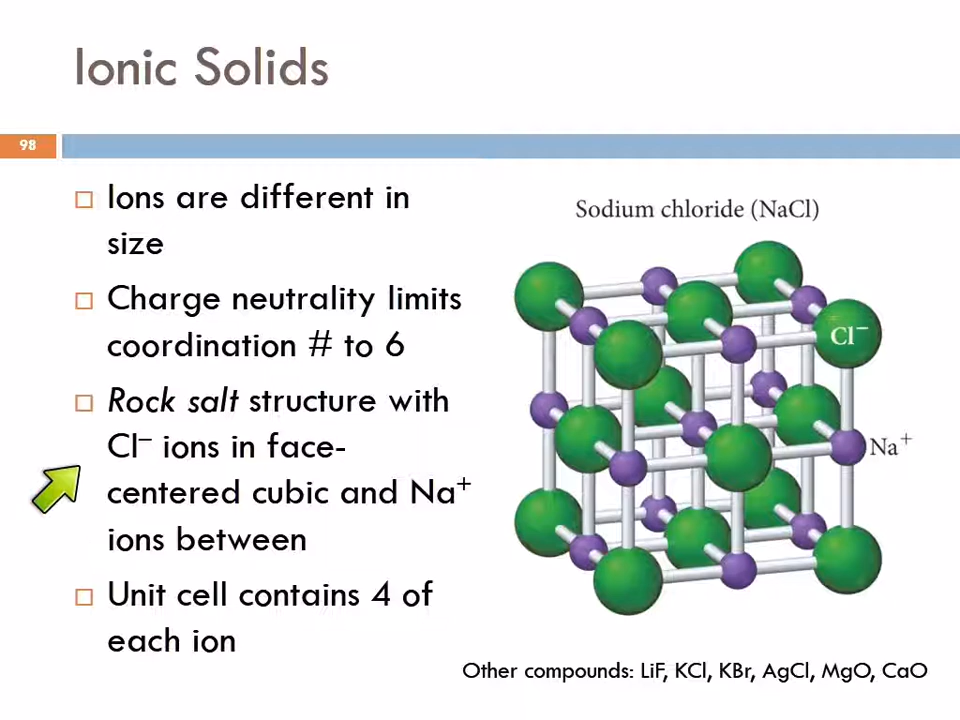 Ionic Solids
98
Ions are different in
size
Charge neutrality limits
coordination # to 6
Rock salt structure with
Cl⁻ ions in face-
centered cubic and Na⁺
ions between
Unit cell contains 4 of
each ion
Sodium chloride (NaCl)
Cl⁻
Na⁺
Other compounds: LiF, KCl, KBr, AgCl, MgO, CaO